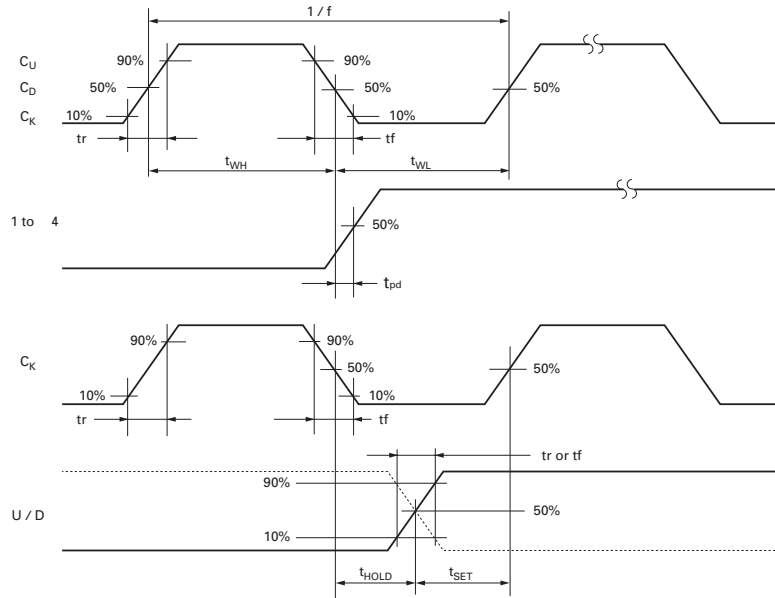 1 / f
C_U 90% 90%
C_D 50% 50% 50%
C_K 10% 10%
tr tf
t_WH t_WL
1 to 4 50%
t_pd
90% 90%
C_K 50% 50%
10% 10%
tr tf
tr or tf
90%
U / D 50%
10%
t_HOLD t_SET